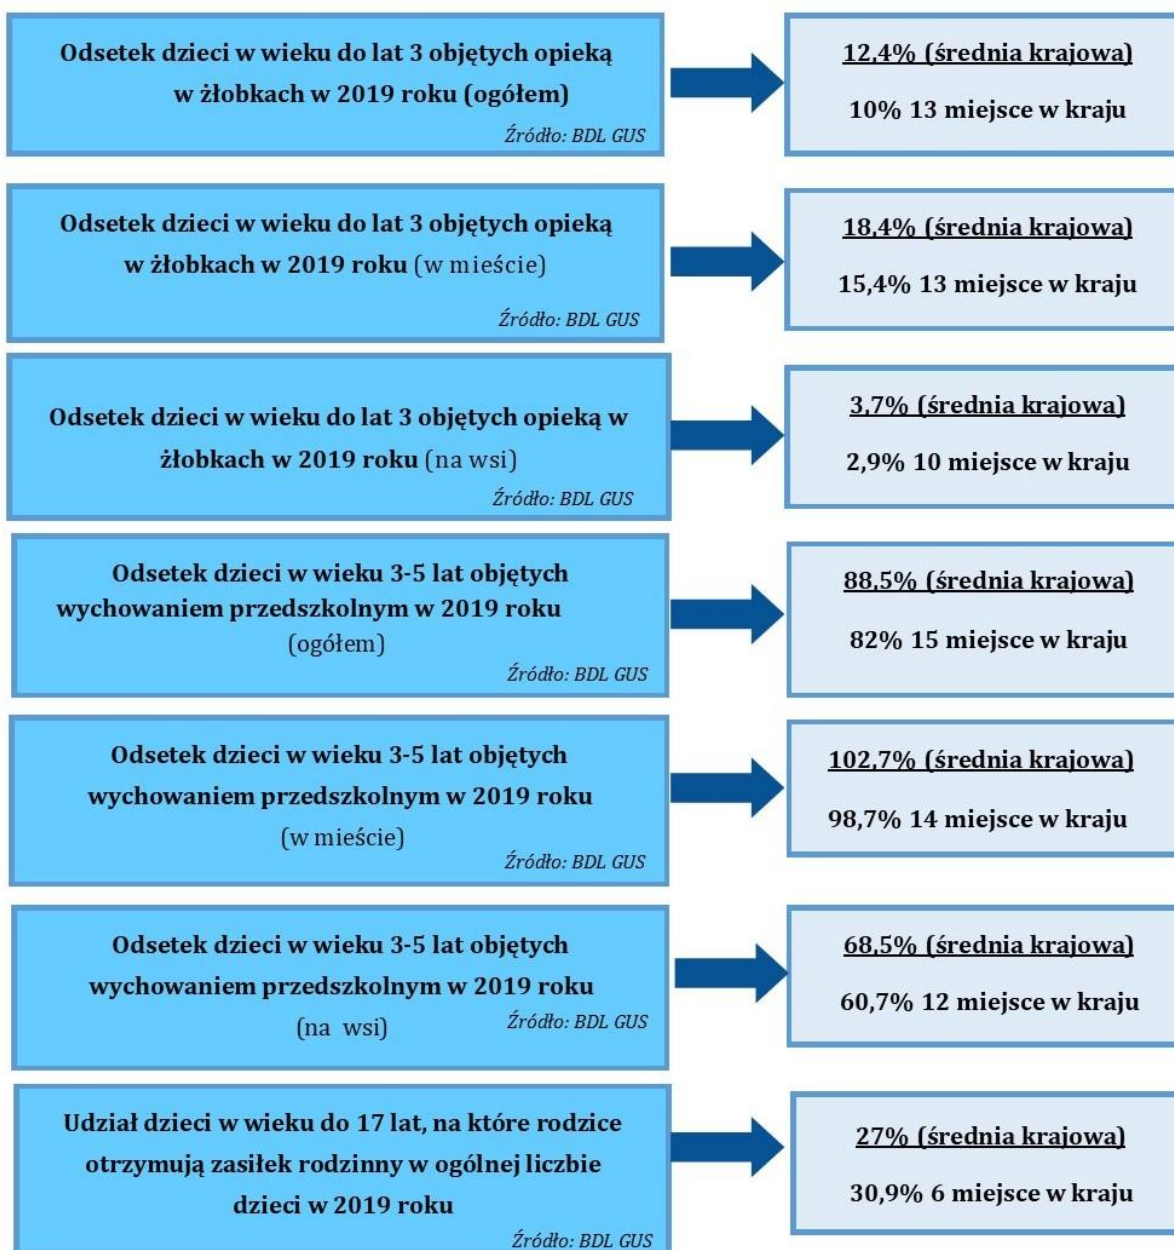 Odsetek dzieci w wieku do lat 3 objętych opieką
w żłobkach w 2019 roku (ogółem)
Źródło: BDL GUS
12,4% (średnia krajowa)
10% 13 miejsce w kraju
Odsetek dzieci w wieku do lat 3 objętych opieką
w żłobkach w 2019 roku (w mieście)
Źródło: BDL GUS
18,4% (średnia krajowa)
15,4% 13 miejsce w kraju
Odsetek dzieci w wieku do lat 3 objętych opieką w
żłobkach w 2019 roku (na wsi)
Źródło: BDL GUS
3,7% (średnia krajowa)
2,9% 10 miejsce w kraju
Odsetek dzieci w wieku 3-5 lat objętych
wychowaniem przedszkolnym w 2019 roku
(ogółem)
Źródło: BDL GUS
88,5% (średnia krajowa)
82% 15 miejsce w kraju
Odsetek dzieci w wieku 3-5 lat objętych
wychowaniem przedszkolnym w 2019 roku
(w mieście)
Źródło: BDL GUS
102,7% (średnia krajowa)
98,7% 14 miejsce w kraju
Odsetek dzieci w wieku 3-5 lat objętych
wychowaniem przedszkolnym w 2019 roku
(na wsi) Źródło: BDL GUS
68,5% (średnia krajowa)
60,7% 12 miejsce w kraju
Udział dzieci w wieku do 17 lat, na które rodzice
otrzymują zasiłek rodzinny w ogólnej liczbie
dzieci w 2019 roku
Źródło: BDL GUS
27% (średnia krajowa)
30,9% 6 miejsce w kraju